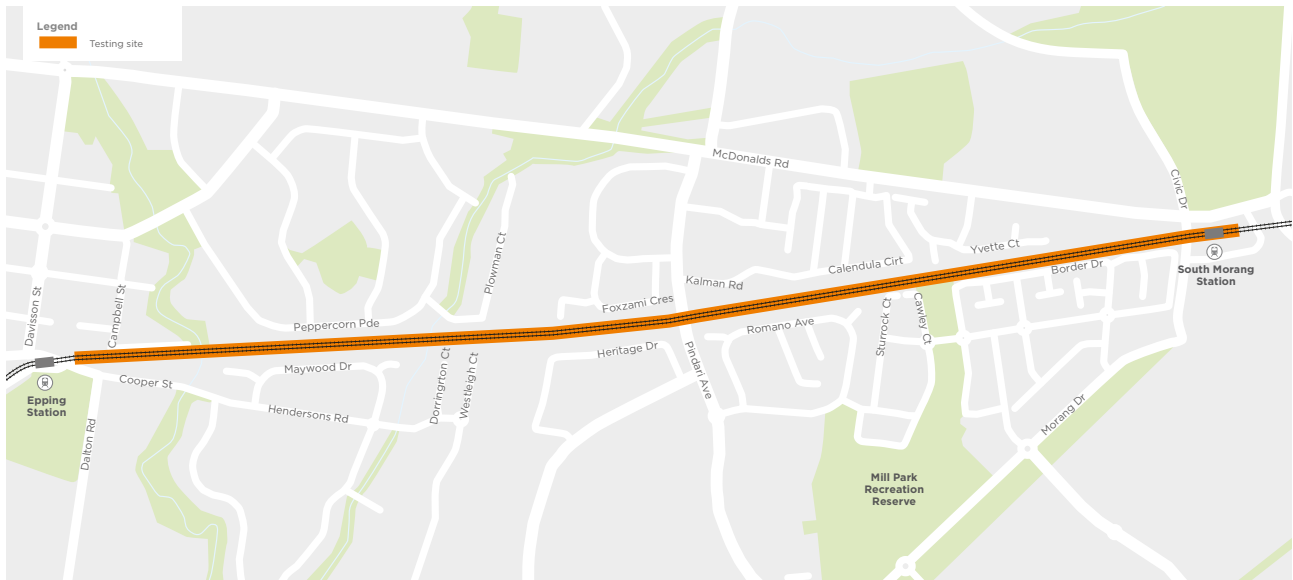 Legend
Testing site
McDonalds Rd
Civic Dr
Yvette Ct
Plowman Ct
Calendula Cirt
Border Dr
South Morang
Station
Kalman Rd
Foxzami Cres
Davisson St
Campbell St
Peppercorn Pde
Romano Ave
Sturrock Ct
Cawley Ct
Heritage Dr
Pindari Ave
Maywood Dr
Dorrington Ct
Westleigh Ct
Cooper St
Epping
Station
Hendersons Rd
Dalton Rd
Morang Dr
Mill Park
Recreation
Reserve